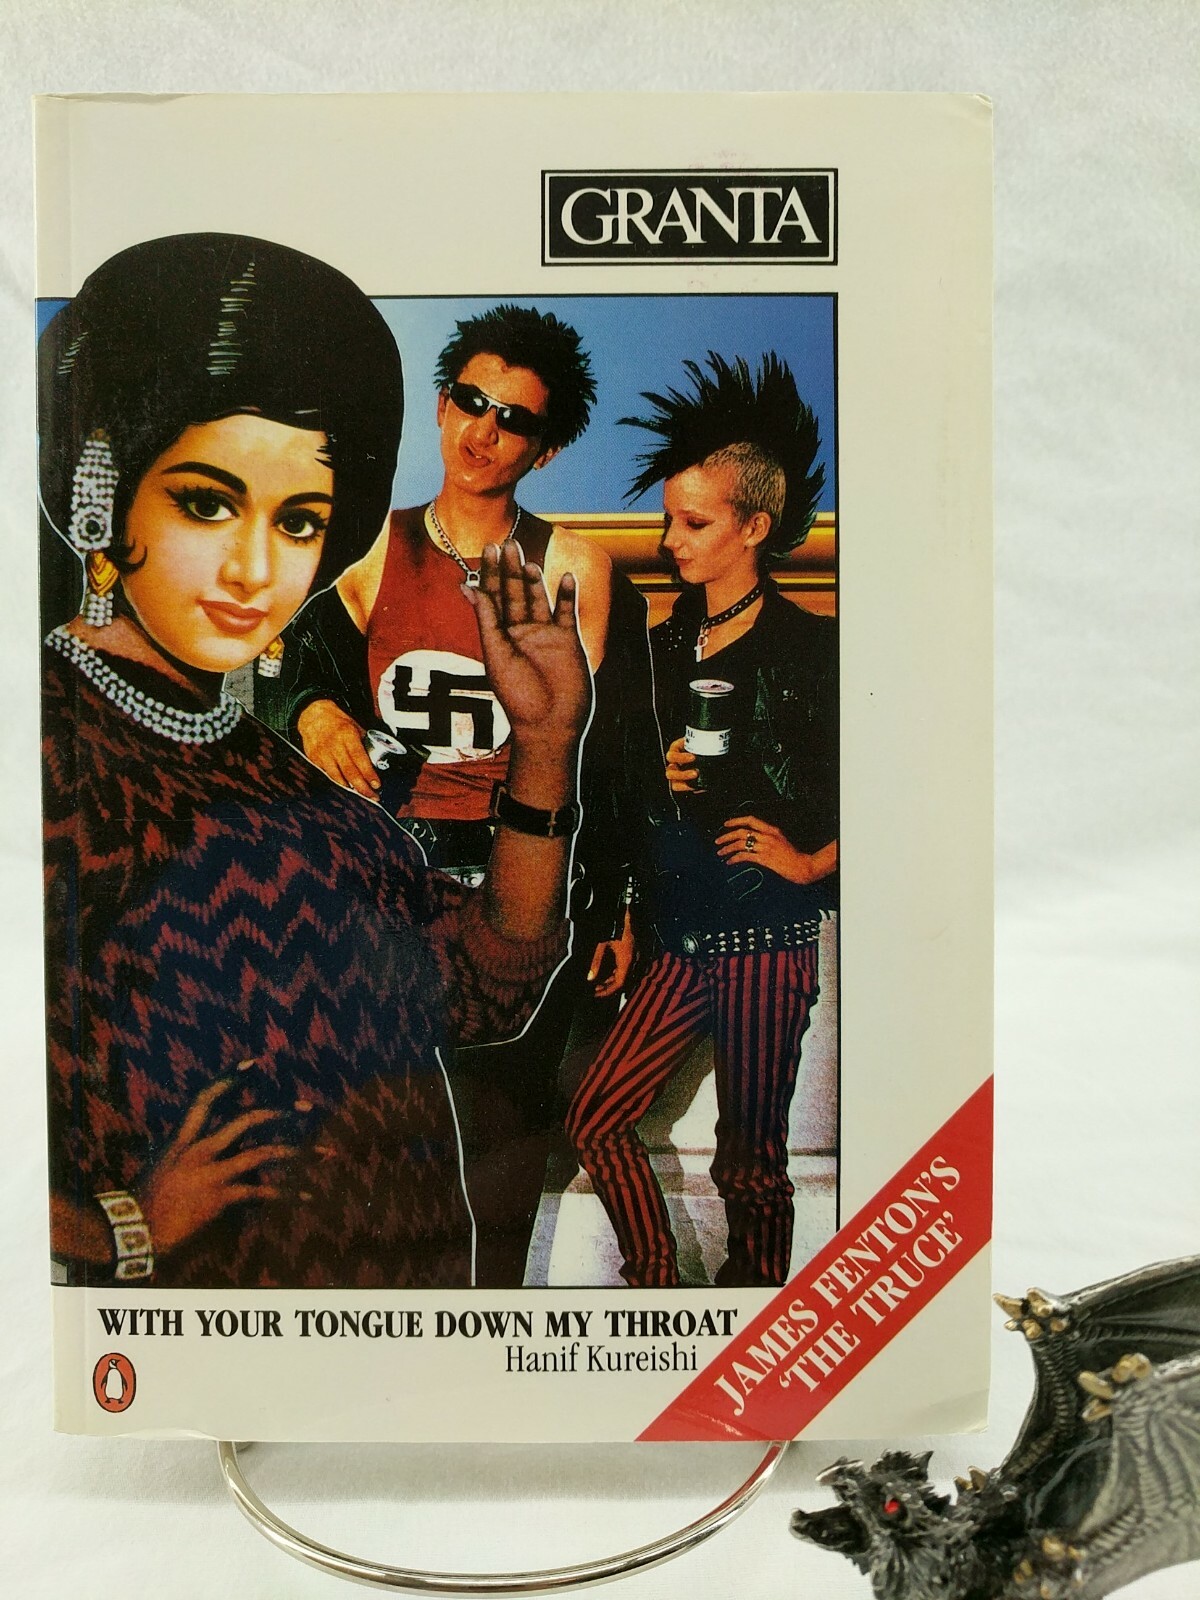 GRANTA
WITH YOUR TONGUE DOWN MY THROAT
Hanif Kureishi
JAMES FENTON'S
'THE TRUCE'